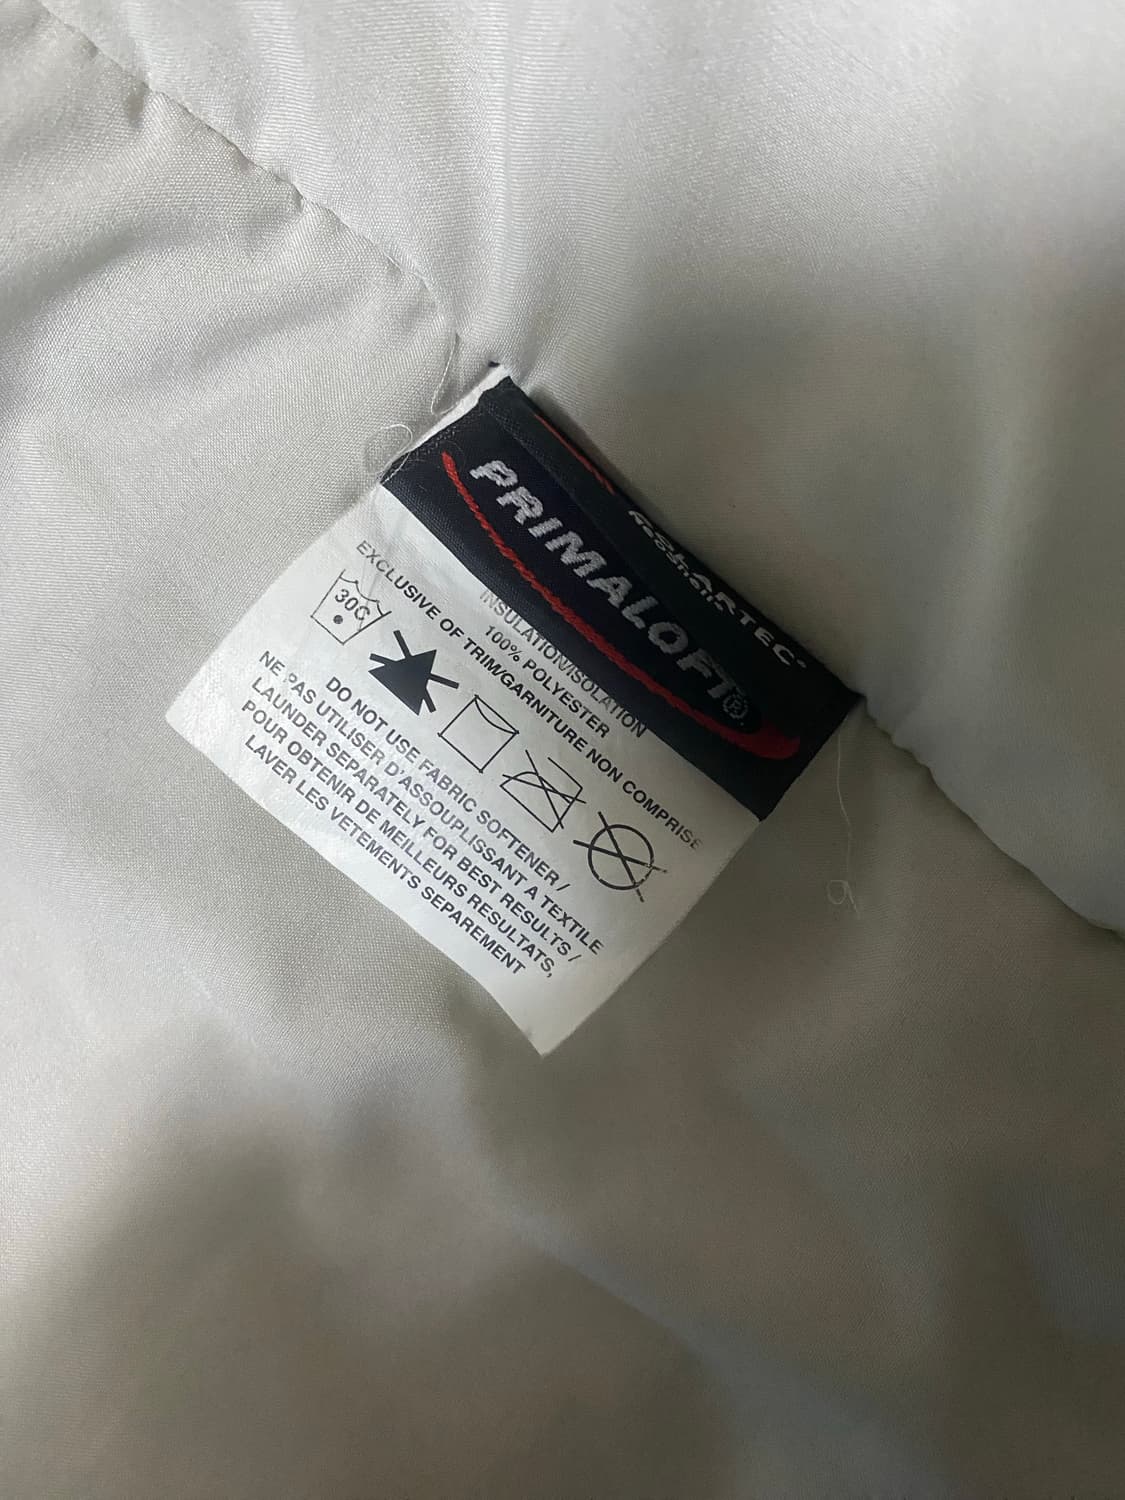 PRIMALOFT®
INSULATION/ISOLATION
100% POLYESTER
EXCLUSIVE OF TRIM/GARNITURE NON COMPRISE
30C
DO NOT USE FABRIC SOFTENER /
NE PAS UTILISER D'ASSOUPLISSANT A TEXTILE
LAUNDER SEPARATELY FOR BEST RESULTS /
POUR OBTENIR DE MEILLEURS RESULTATS,
LAVER LES VETEMENTS SEPAREMENT